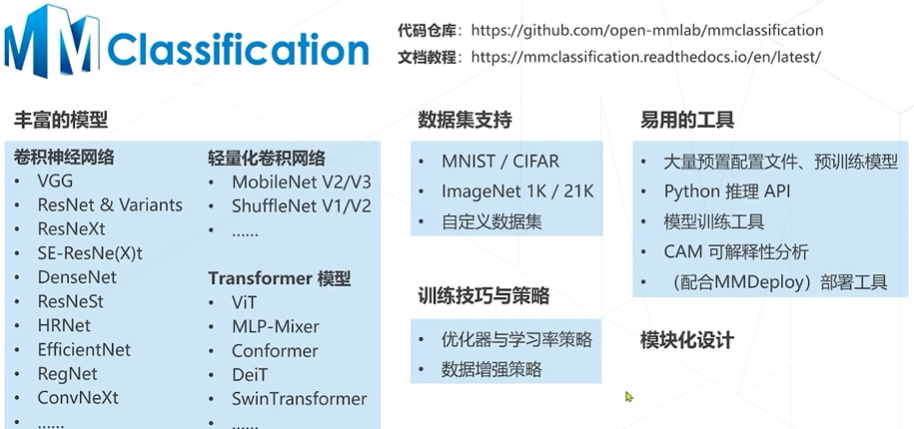 MM Classification
代码仓库：https://github.com/open-mmlab/mmclassification
文档教程：https://mmclassification.readthedocs.io/en/latest/
丰富的模型
卷积神经网络
• VGG
• ResNet & Variants
• ResNeXt
• SE-ResNe(X)t
• DenseNet
• ResNeSt
• HRNet
• EfficientNet
• RegNet
• ConvNeXt
• ......
轻量化卷积网络
• MobileNet V2/V3
• ShuffleNet V1/V2
• ......
Transformer 模型
• ViT
• MLP-Mixer
• Conformer
• DeiT
• SwinTransformer
• ......
数据集支持
• MNIST / CIFAR
• ImageNet 1K / 21K
• 自定义数据集
训练技巧与策略
• 优化器与学习率策略
• 数据增强策略
易用的工具
• 大量预置配置文件、预训练模型
• Python 推理 API
• 模型训练工具
• CAM 可解释性分析
• （配合MMDeploy）部署工具
模块化设计